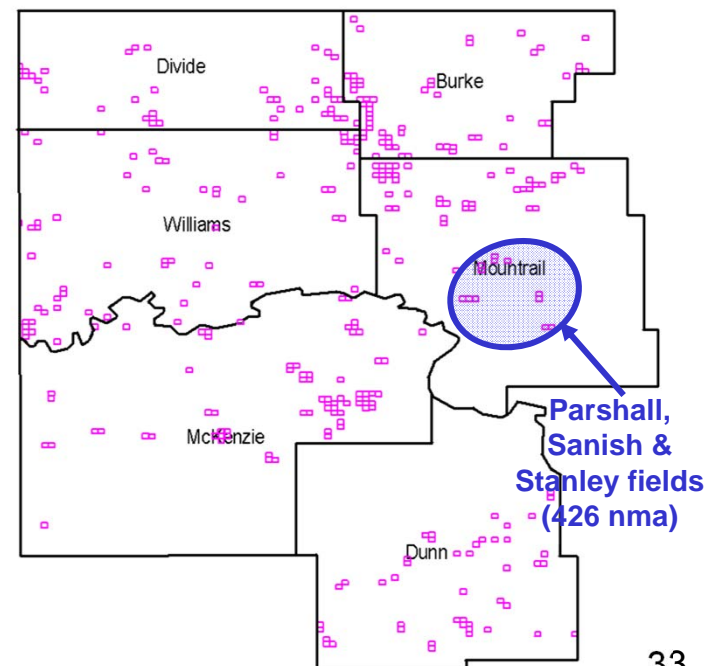 Divide
Burke
Williams
Mountrail
McKenzie
Parshall,
Sanish &
Stanley fields
(426 nma)
Dunn
33